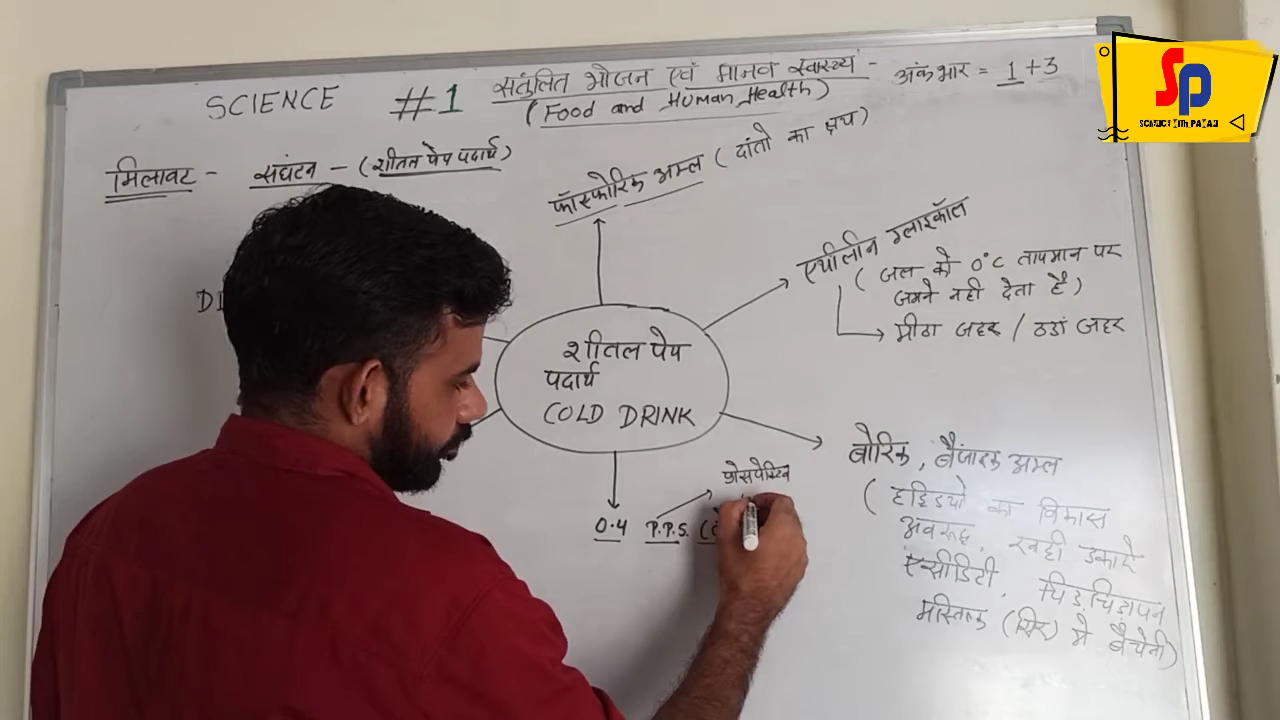 SCIENCE #1 संतुलित भोजन एवं मानव स्वास्थ्य - अंकभार = 1+3
(Food and Human Health)
मिलावट - संघटन - (शीतल पेय पदार्थ)
फॉस्फोरिक अम्ल (दांतो का क्षय)
एथीलीन ग्लाइकॉल
(जल को 0°C तापमान पर
जमने नही देता है)
मीठा जहर / ठडां जहर
शीतल पेय
पदार्थ
COLD DRINK
बोरिक, बैंजाइक अम्ल
(हड्डियो का विकास
अवरूद्ध, खट्टी डकारे
एसीडिटी, चिड़चिड़ापन
मस्तिष्क (सिर) मे बैचेनी)
0.4 P.P.S.
SP
SCIENCE WITH PAWAN